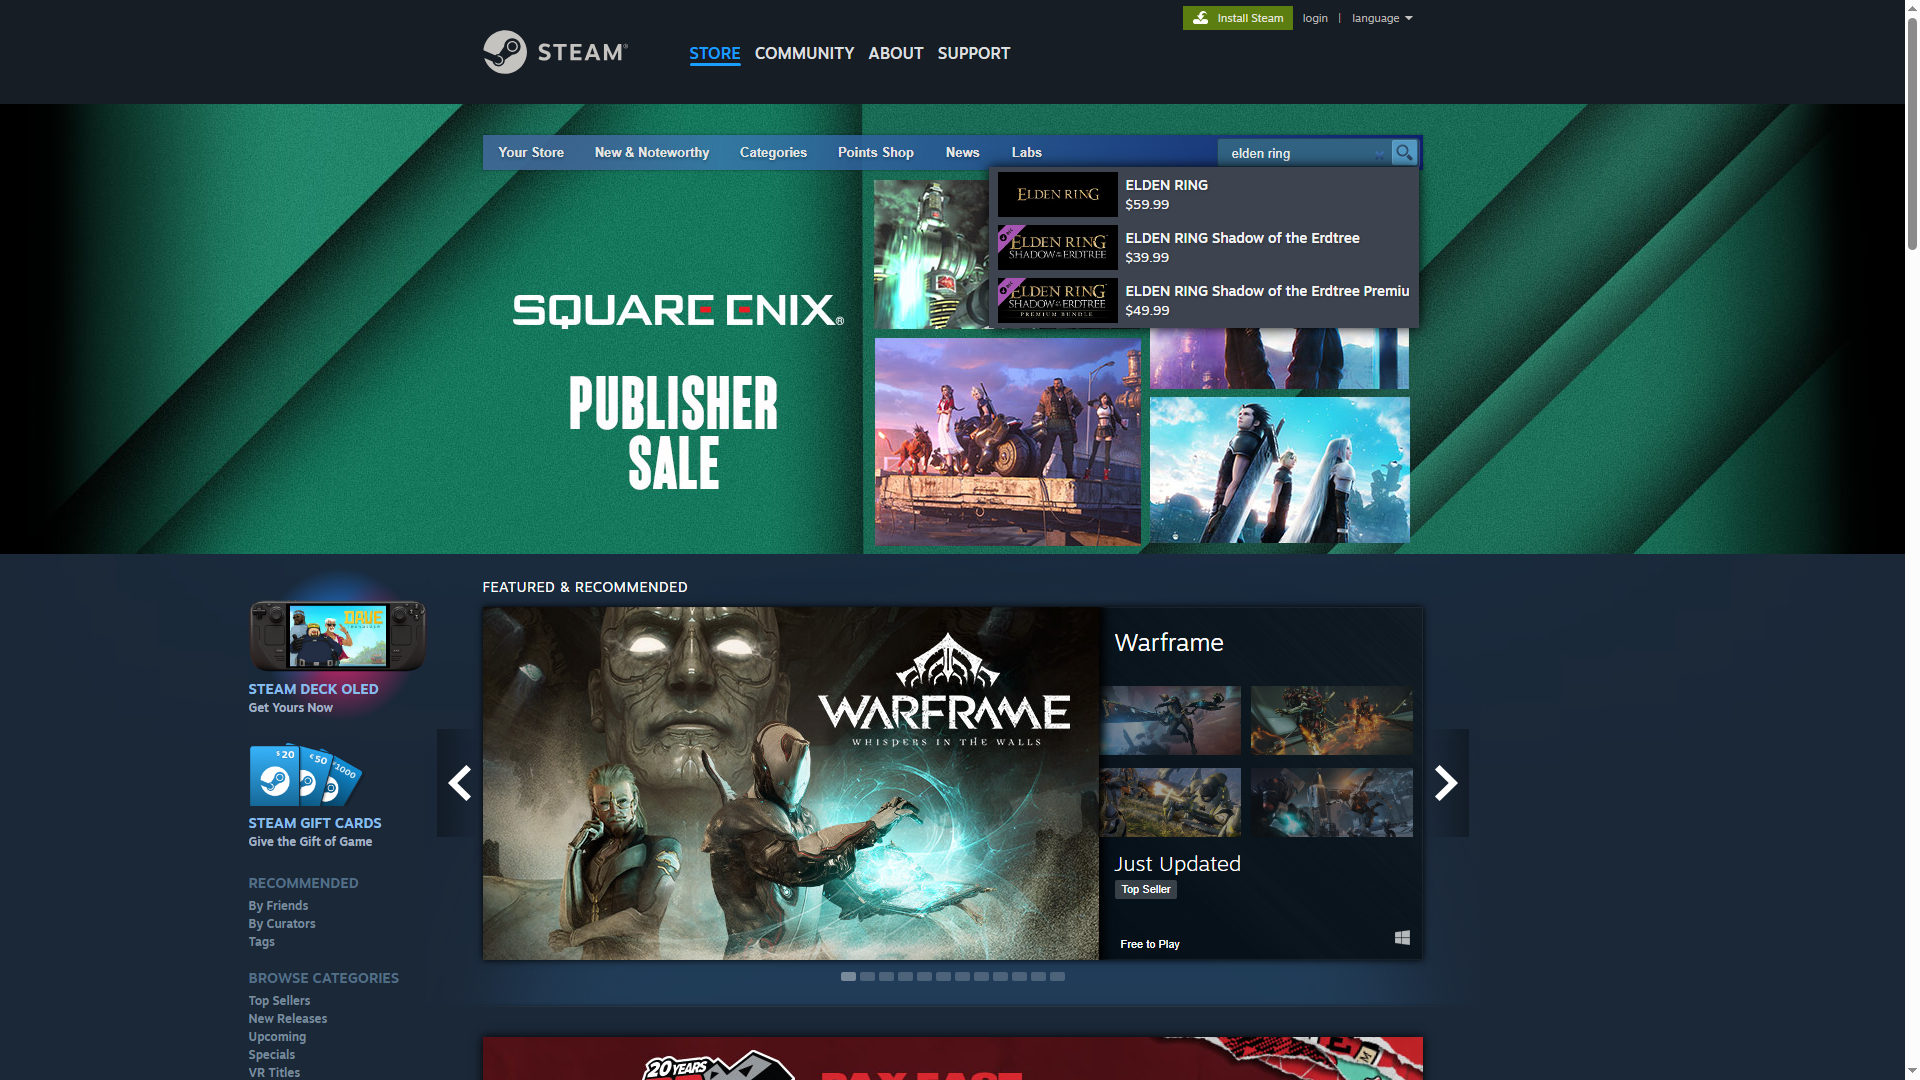 Install Steam
login | language
STEAM®
STORE COMMUNITY ABOUT SUPPORT
Your Store New & Noteworthy Categories Points Shop News Labs
elden ring
ELDEN RING
ELDEN RING
$59.99
ELDEN RING
SHADOW OF THE ERDTREE
ELDEN RING Shadow of the Erdtree
$39.99
ELDEN RING
SHADOW OF THE ERDTREE
PREMIUM BUNDLE
ELDEN RING Shadow of the Erdtree Premiu
$49.99
SQUARE ENIX®
PUBLISHER
SALE
DAVE
STEAM DECK OLED
Get Yours Now
$20 €50 ¥1000
STEAM GIFT CARDS
Give the Gift of Game
RECOMMENDED
By Friends
By Curators
Tags
BROWSE CATEGORIES
Top Sellers
New Releases
Upcoming
Specials
VR Titles
FEATURED & RECOMMENDED
WARFRAME
WHISPERS IN THE WALLS
Warframe
Just Updated
Top Seller
Free to Play
20 YEARS
PAX EAST